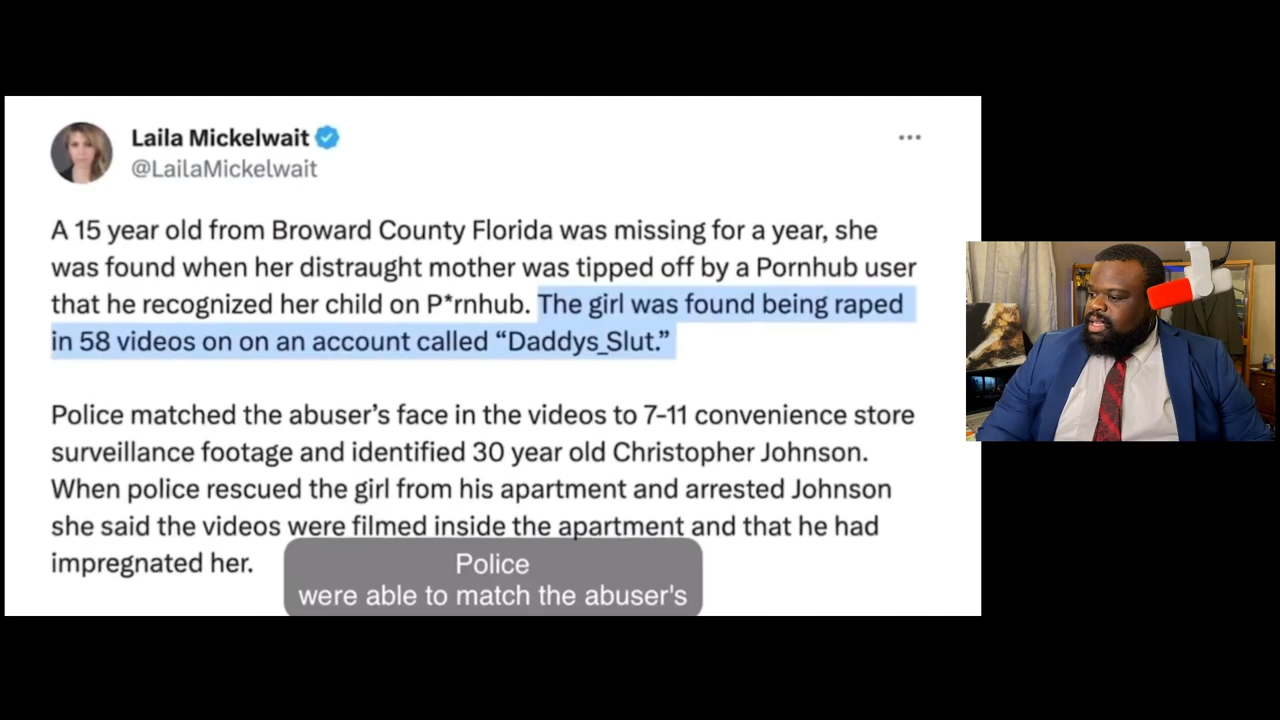 Laila Mickelwait
@LailaMickelwait
A 15 year old from Broward County Florida was missing for a year, she
was found when her distraught mother was tipped off by a Pornhub user
that he recognized her child on P*rnhub. The girl was found being raped
in 58 videos on on an account called “Daddys_Slut.”
Police matched the abuser’s face in the videos to 7-11 convenience store
surveillance footage and identified 30 year old Christopher Johnson.
When police rescued the girl from his apartment and arrested Johnson
she said the videos were filmed inside the apartment and that he had
impregnated her.
Police
were able to match the abuser's